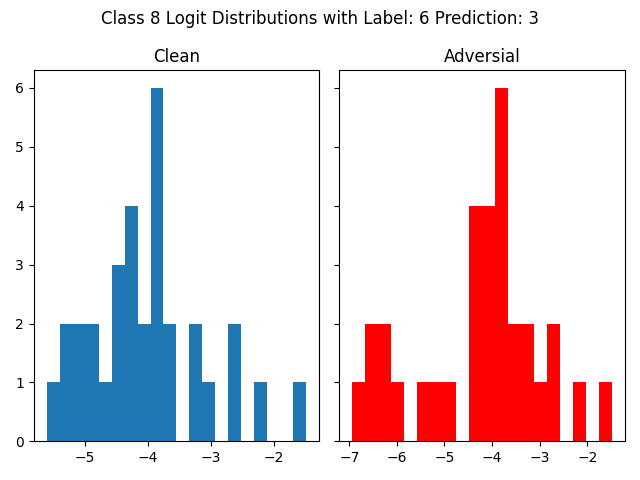 Class 8 Logit Distributions with Label: 6 Prediction: 3
Clean
Adversial
6
5
4
3
2
1
0
−5 −4 −3 −2
−7 −6 −5 −4 −3 −2